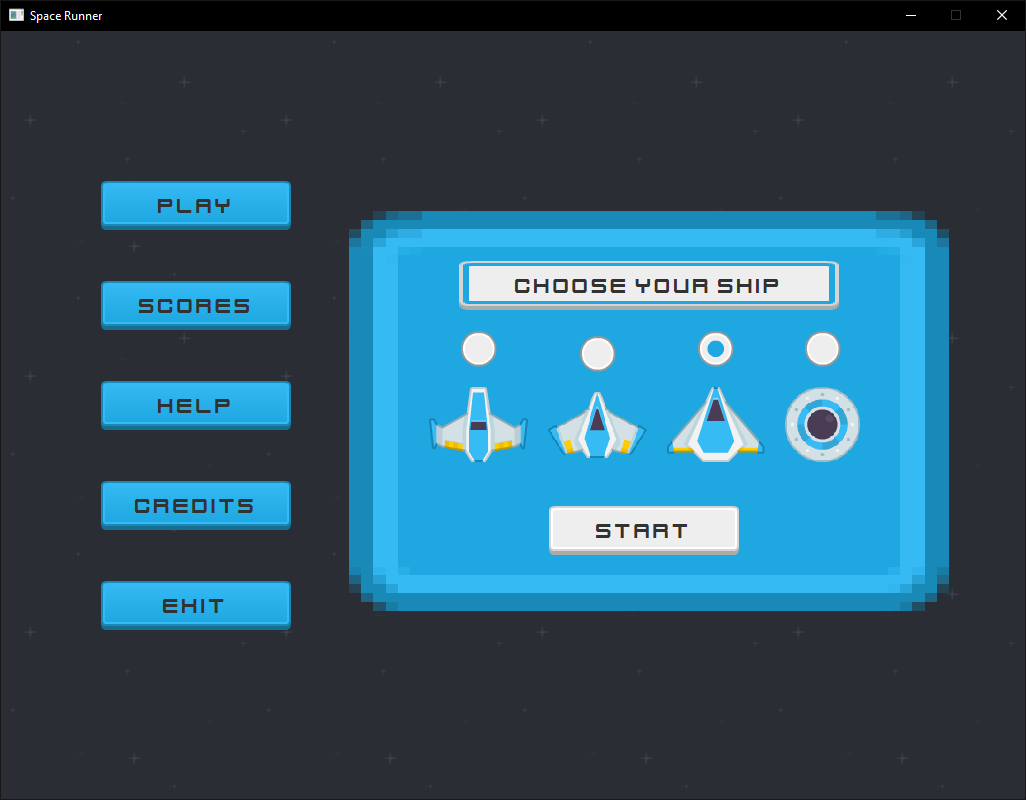 Space Runner
PLAY
SCORES
HELP
CREDITS
EXIT
CHOOSE YOUR SHIP
START